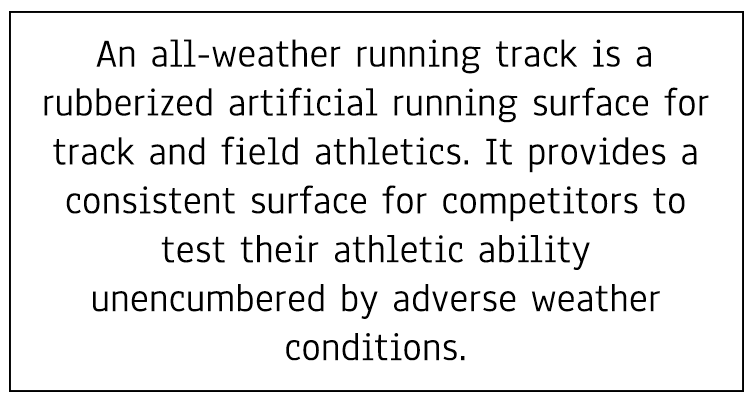 An all-weather running track is a
rubberized artificial running surface for
track and field athletics. It provides a
consistent surface for competitors to
test their athletic ability
unencumbered by adverse weather
conditions.